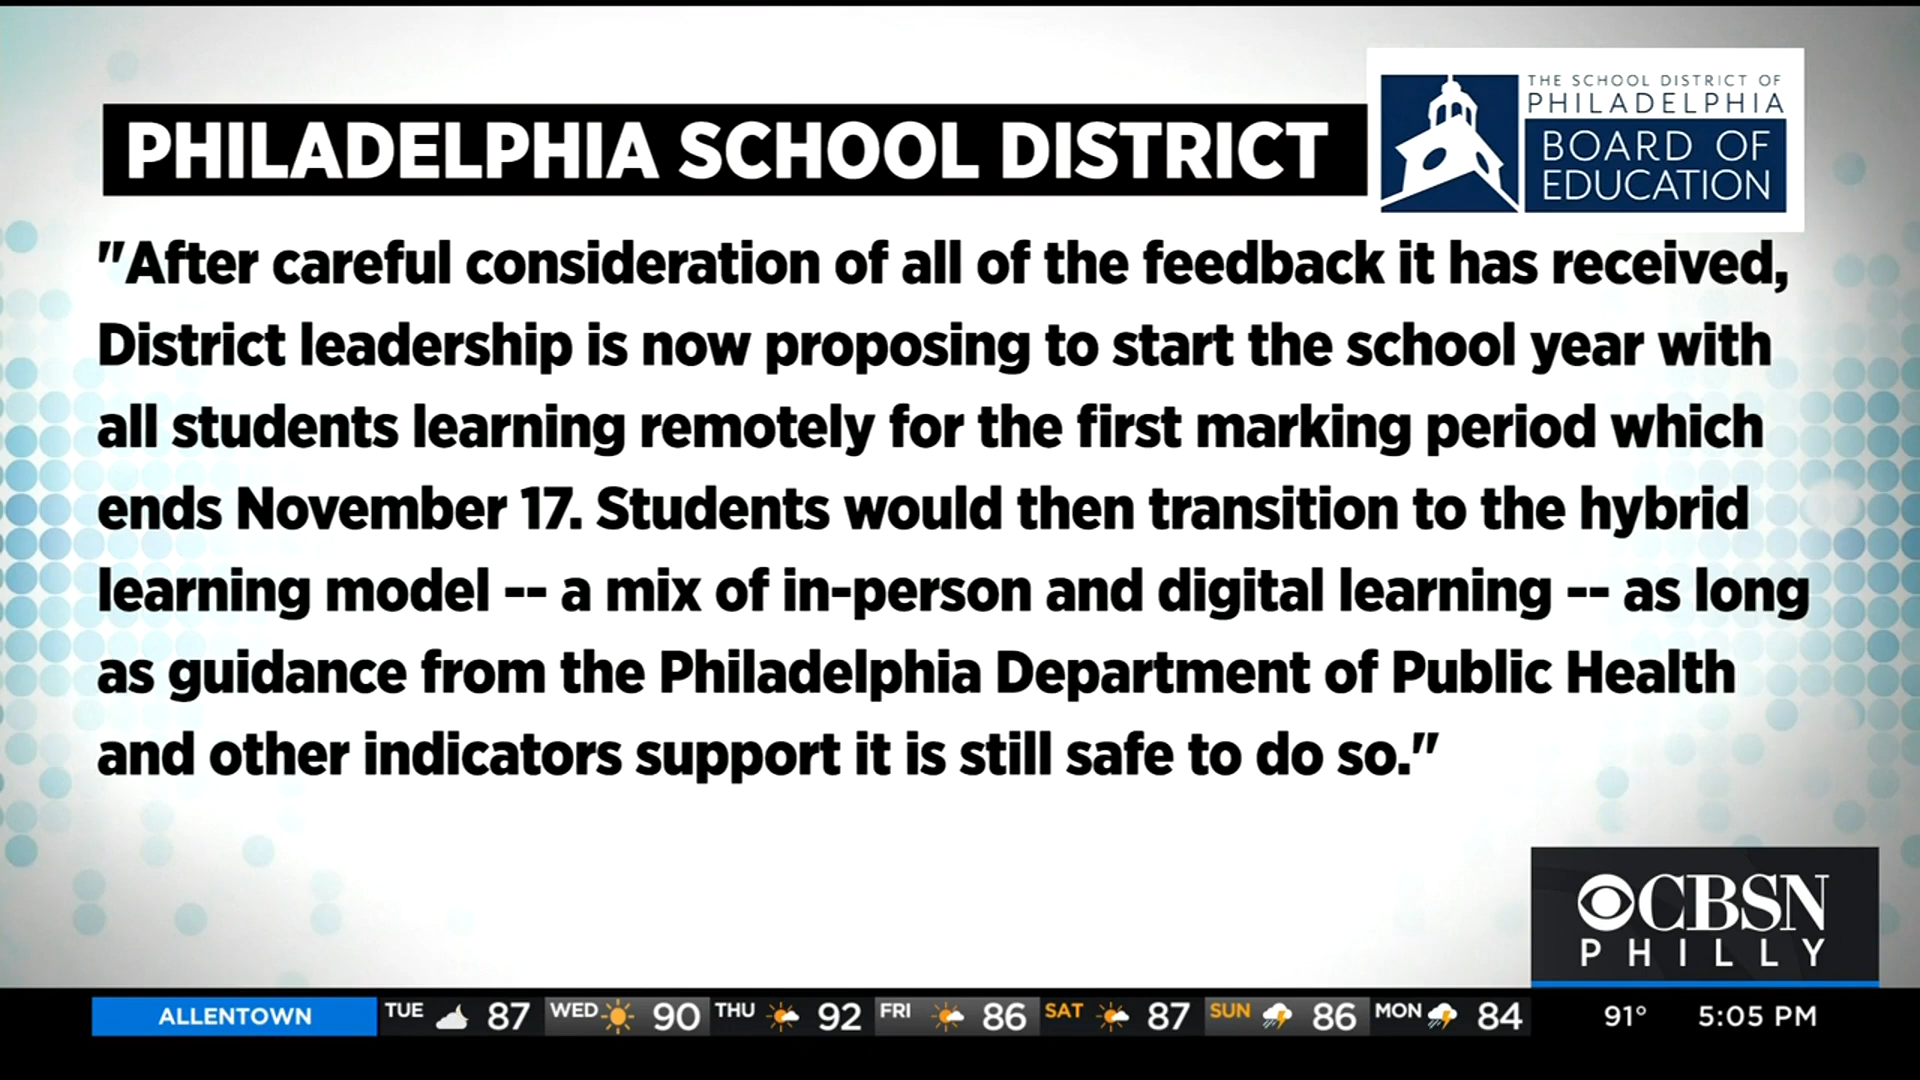 THE SCHOOL DISTRICT OF
PHILADELPHIA
BOARD OF
EDUCATION
PHILADELPHIA SCHOOL DISTRICT
"After careful consideration of all of the feedback it has received,
District leadership is now proposing to start the school year with
all students learning remotely for the first marking period which
ends November 17. Students would then transition to the hybrid
learning model -- a mix of in-person and digital learning -- as long
as guidance from the Philadelphia Department of Public Health
and other indicators support it is still safe to do so."
CBSN
PHILLY
ALLENTOWN TUE 87 WED 90 THU 92 FRI 86 SAT 87 SUN 86 MON 84 91° 5:05 PM